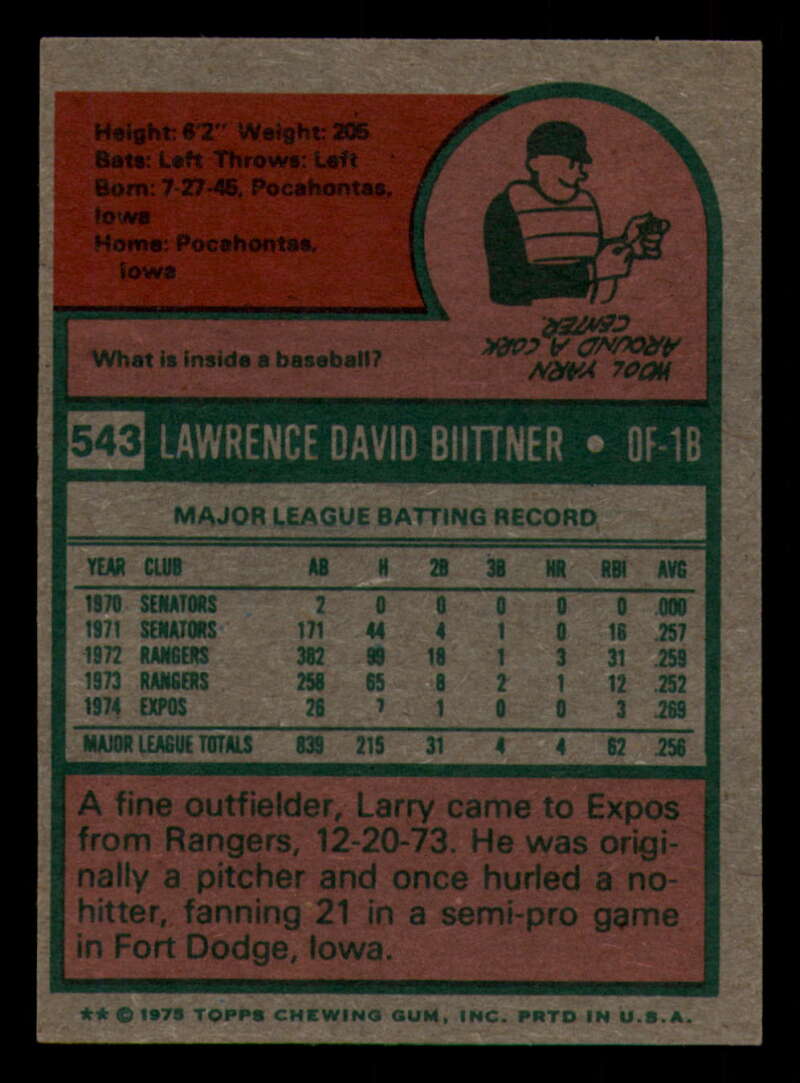 Height: 6'2" Weight: 205
Bats: Left Throws: Left
Born: 7-27-45, Pocahontas,
Iowa
Home: Pocahontas,
Iowa
What is inside a baseball?
WOOL YARN
AROUND A CORK
CENTER.
543 LAWRENCE DAVID BIITTNER • OF-1B
MAJOR LEAGUE BATTING RECORD
YEAR CLUB AB H 2B 3B HR RBI AVG
1970 SENATORS 2 0 0 0 0 0 .000
1971 SENATORS 171 44 4 1 0 16 .257
1972 RANGERS 382 99 18 1 3 31 .259
1973 RANGERS 258 65 8 2 1 12 .252
1974 EXPOS 26 7 1 0 0 3 .269
MAJOR LEAGUE TOTALS 839 215 31 4 4 62 .256
A fine outfielder, Larry came to Expos
from Rangers, 12-20-73. He was origi-
nally a pitcher and once hurled a no-
hitter, fanning 21 in a semi-pro game
in Fort Dodge, Iowa.
** © 1975 TOPPS CHEWING GUM, INC. PRTD IN U.S.A.